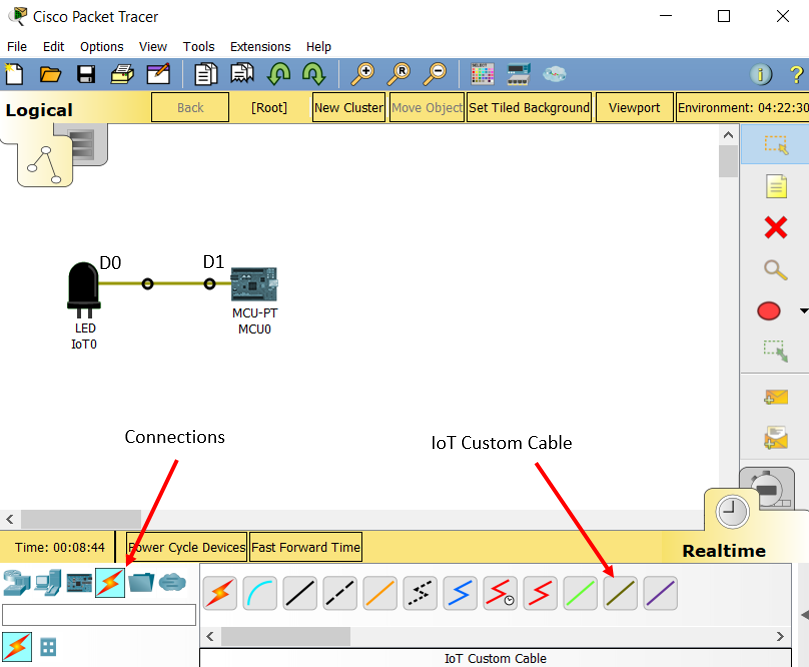 Cisco Packet Tracer
File Edit Options View Tools Extensions Help
Logical Back [Root] New Cluster Move Object Set Tiled Background Viewport Environment: 04:22:30
D0 D1
LED MCU-PT
IoT0 MCU0
Connections IoT Custom Cable
Time: 00:08:44 Power Cycle Devices Fast Forward Time Realtime
IoT Custom Cable